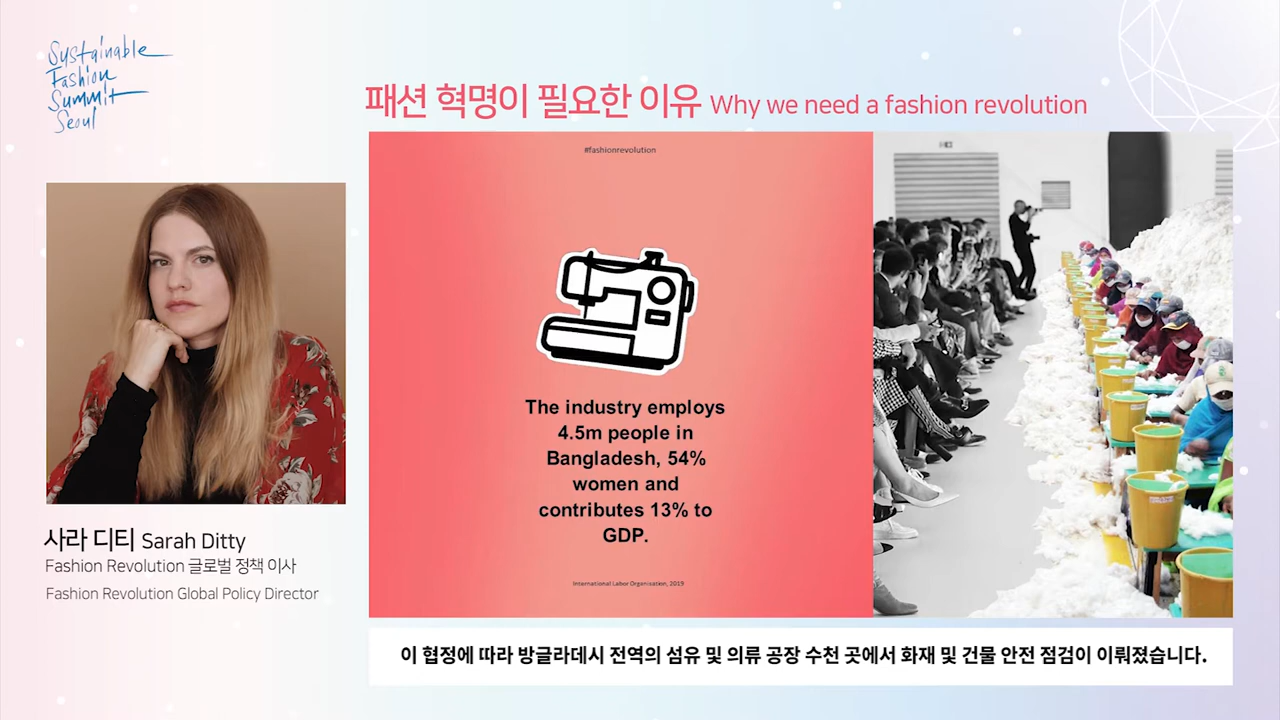 Sustainable
Fashion
Summit
Seoul
패션 혁명이 필요한 이유 Why we need a fashion revolution
#fashionrevolution
The industry employs
4.5m people in
Bangladesh, 54%
women and
contributes 13% to
GDP.
International Labor Organisation, 2019
사라 디티 Sarah Ditty
Fashion Revolution 글로벌 정책 이사
Fashion Revolution Global Policy Director
이 협정에 따라 방글라데시 전역의 섬유 및 의류 공장 수천 곳에서 화재 및 건물 안전 점검이 이뤄졌습니다.